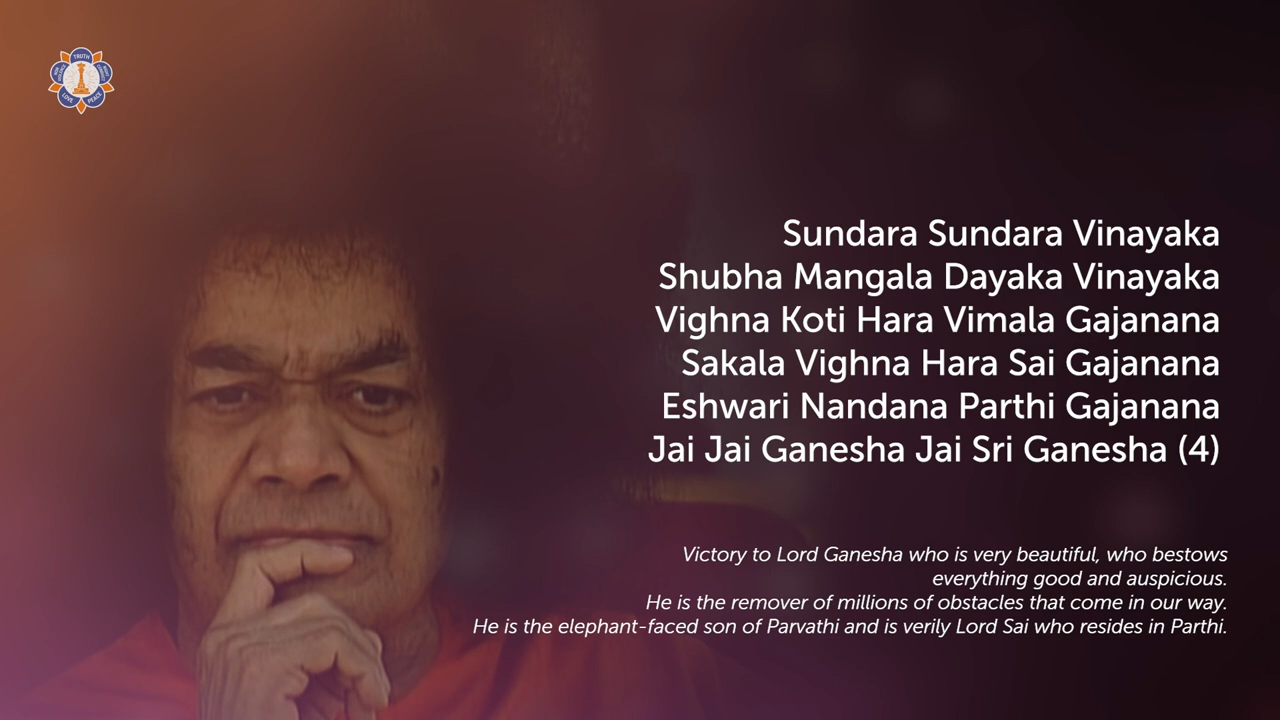 TRUTH
LOVE
PEACE
Sundara Sundara Vinayaka
Shubha Mangala Dayaka Vinayaka
Vighna Koti Hara Vimala Gajanana
Sakala Vighna Hara Sai Gajanana
Eshwari Nandana Parthi Gajanana
Jai Jai Ganesha Jai Sri Ganesha (4)
Victory to Lord Ganesha who is very beautiful, who bestows
everything good and auspicious.
He is the remover of millions of obstacles that come in our way.
He is the elephant-faced son of Parvathi and is verily Lord Sai who resides in Parthi.